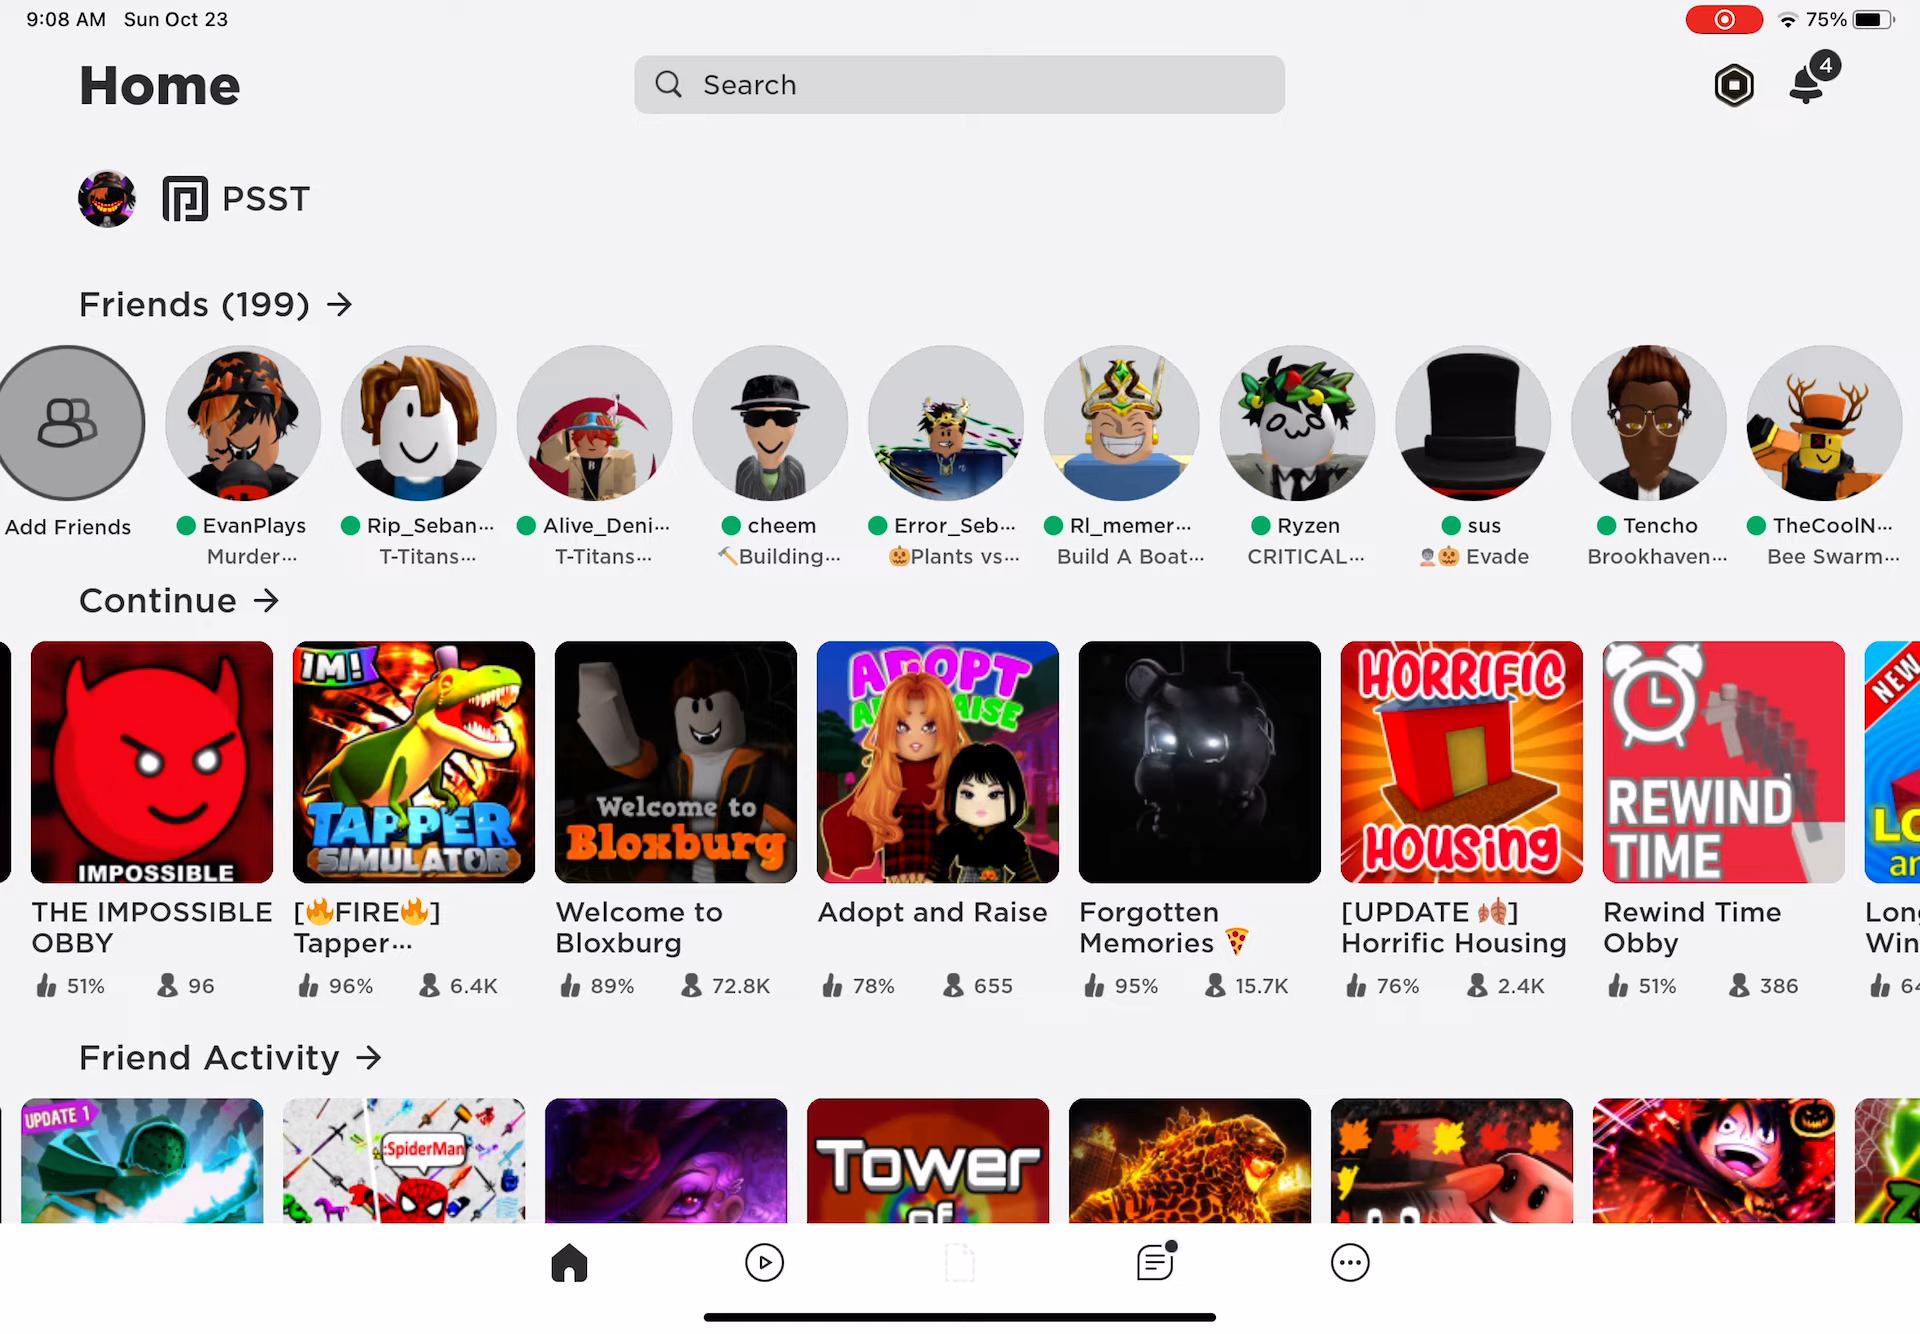 9:08 AM Sun Oct 23
75%
Home
Search
4
PSST
Friends (199) →
Add Friends
EvanPlays
Rip_Seban...
Alive_Deni...
cheem
Error_Seb...
Rl_memer...
Ryzen
sus
Tencho
TheCoolN...
Murder...
T-Titans...
T-Titans...
🔨Building...
🎃Plants vs...
Build A Boat...
CRITICAL...
🎃 Evade
Brookhaven...
Bee Swarm...
Continue →
IMPOSSIBLE
1M!
TAPPER
SIMULATOR
Welcome to
Bloxburg
ADOPT
HORRIFIC
HOUSing
REWIND
TIME
NEW
THE IMPOSSIBLE
OBBY
[🔥FIRE🔥]
Tapper...
Welcome to
Bloxburg
Adopt and Raise
Forgotten
Memories 🍕
[UPDATE 🍂]
Horrific Housing
Rewind Time
Obby
51% 96
96% 6.4K
89% 72.8K
78% 655
95% 15.7K
76% 2.4K
51% 386
Friend Activity →
UPDATE 1
:SpiderMan
Tower
of